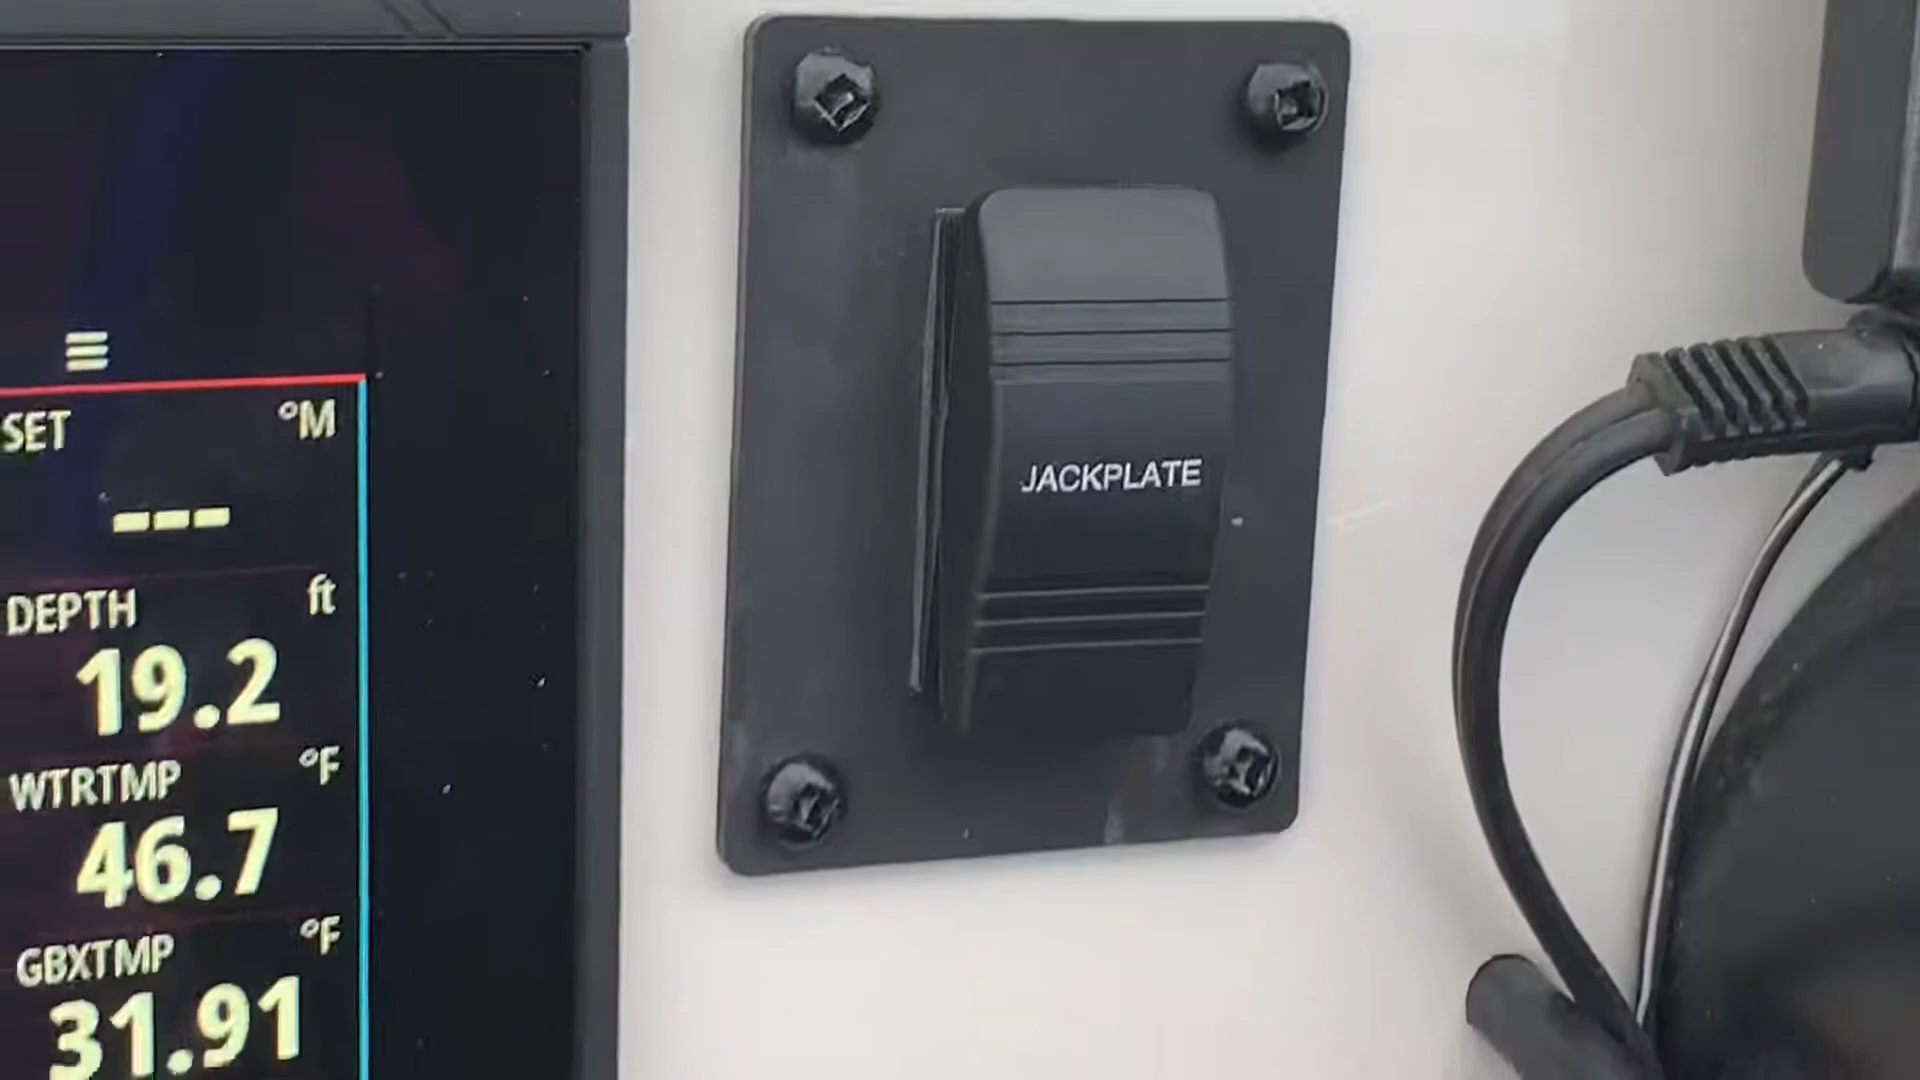 SET °M
---
DEPTH ft
19.2
WTRTMP °F
46.7
GBXTMP °F
31.91
JACKPLATE